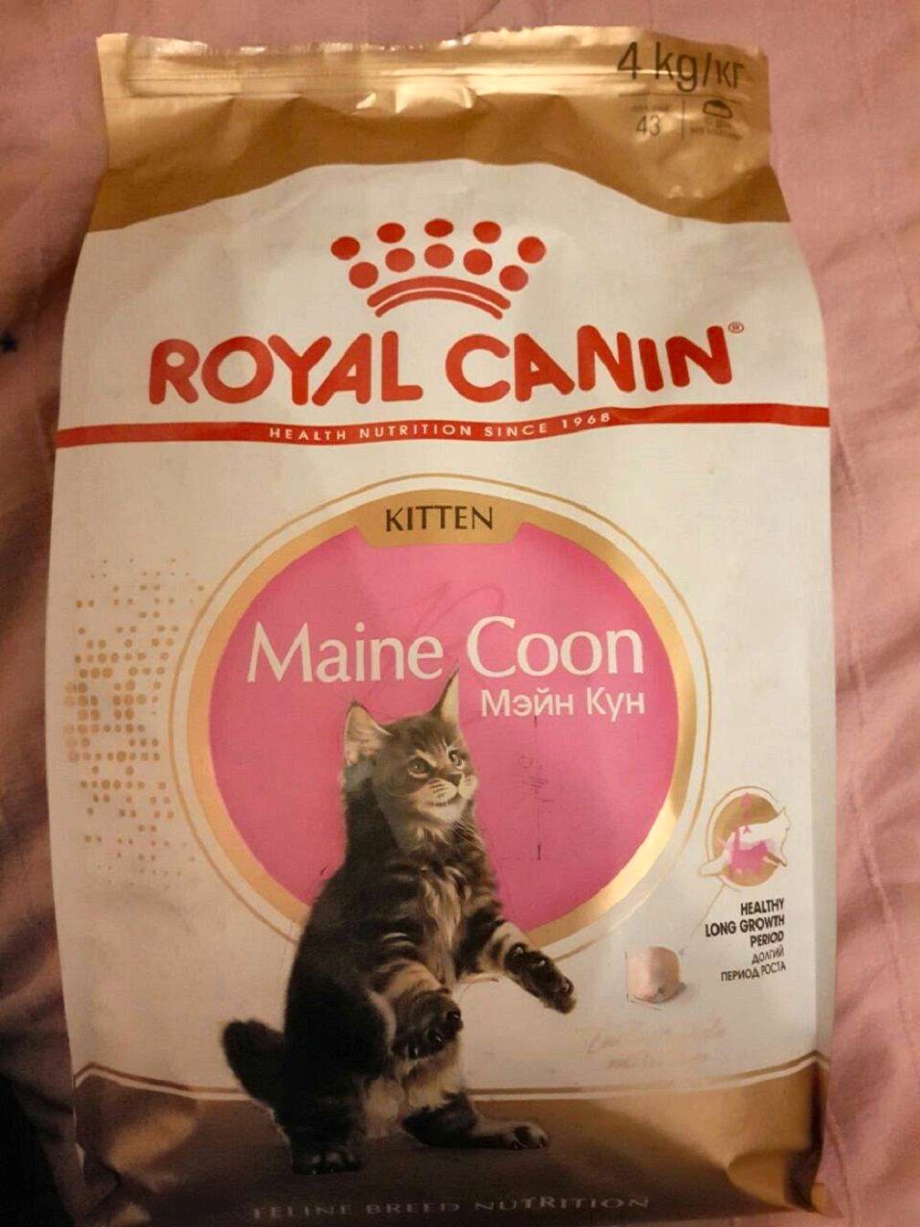 4 kg/кг
43
ROYAL CANIN®
HEALTH NUTRITION SINCE 1968
KITTEN
Maine Coon
Мэйн Кун
HEALTHY
LONG GROWTH
PERIOD
ДОЛГИЙ
ПЕРИОД РОСТА
FELINE BREED NUTRITION